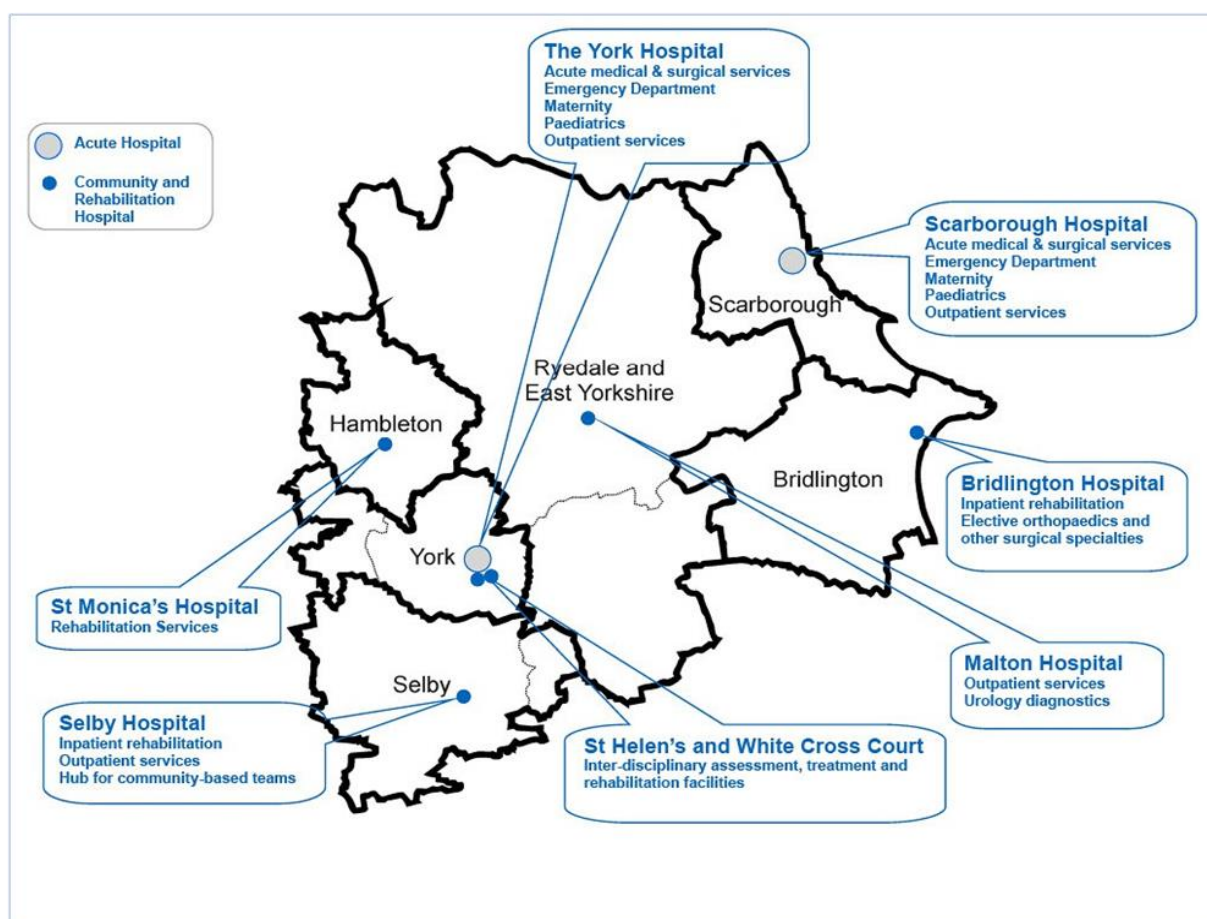 The York Hospital
Acute medical & surgical services
Emergency Department
Maternity
Paediatrics
Outpatient services
Acute Hospital
Community and
Rehabilitation
Hospital
Scarborough Hospital
Acute medical & surgical services
Emergency Department
Maternity
Paediatrics
Outpatient services
Scarborough
Ryedale and
East Yorkshire
Hambleton
Bridlington
Bridlington Hospital
Inpatient rehabilitation
Elective orthopaedics and
other surgical specialties
York
St Monica’s Hospital
Rehabilitation Services
Malton Hospital
Outpatient services
Urology diagnostics
Selby
Selby Hospital
Inpatient rehabilitation
Outpatient services
Hub for community-based teams
St Helen’s and White Cross Court
Inter-disciplinary assessment, treatment and
rehabilitation facilities